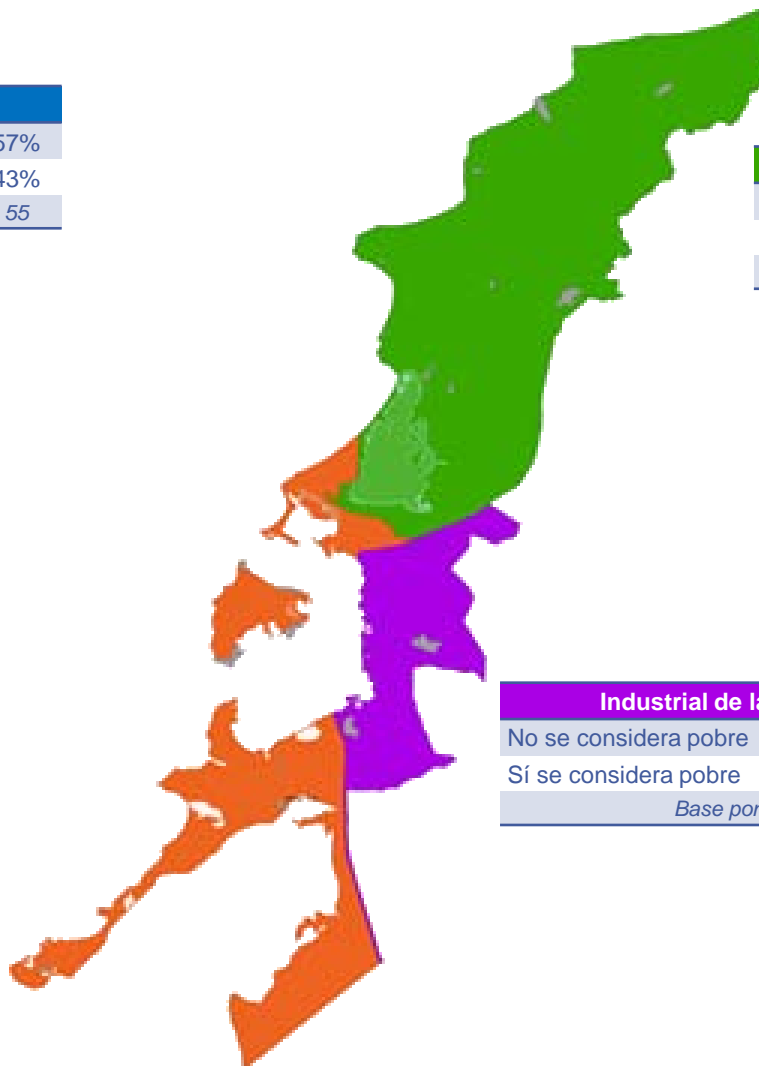 57%
43%
55
Industrial de la
No se considera pobre
Sí se considera pobre
Base por